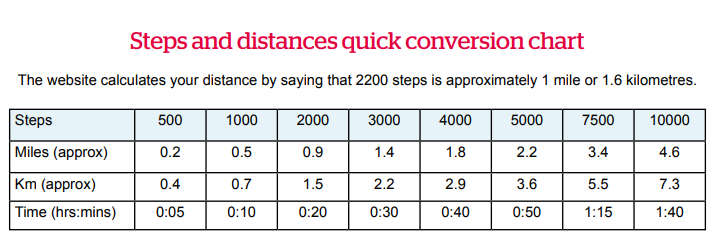 Steps and distances quick conversion chart
The website calculates your distance by saying that 2200 steps is approximately 1 mile or 1.6 kilometres.
Steps 500 1000 2000 3000 4000 5000 7500 10000
Miles (approx) 0.2 0.5 0.9 1.4 1.8 2.2 3.4 4.6
Km (approx) 0.4 0.7 1.5 2.2 2.9 3.6 5.5 7.3
Time (hrs:mins) 0:05 0:10 0:20 0:30 0:40 0:50 1:15 1:40